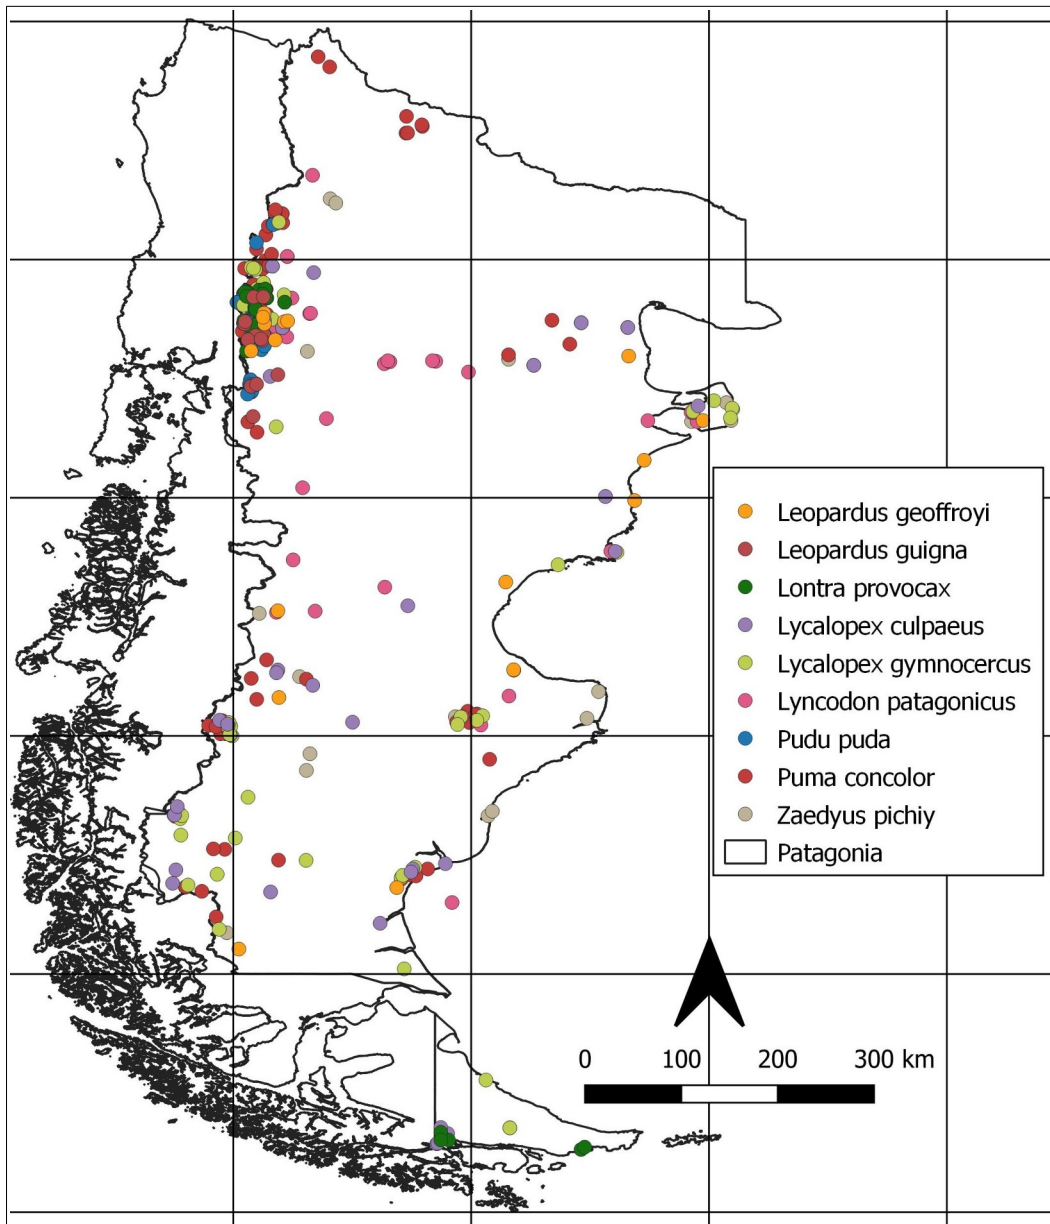 Leopardus geoffroyi
Leopardus guigna
Lontra provocax
Lycalopex culpaeus
Lycalopex gymnocercus
Lyncodon patagonicus
Pudu puda
Puma concolor
Zaedyus pichiy
Patagonia
0 100 200 300 km